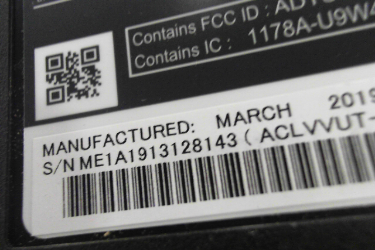 Contains FCC ID :
Contains IC : 1178A-U9W
MANUFACTURED: MARCH 2019
S/N ME1A1913128143 ( ACLVVUT-